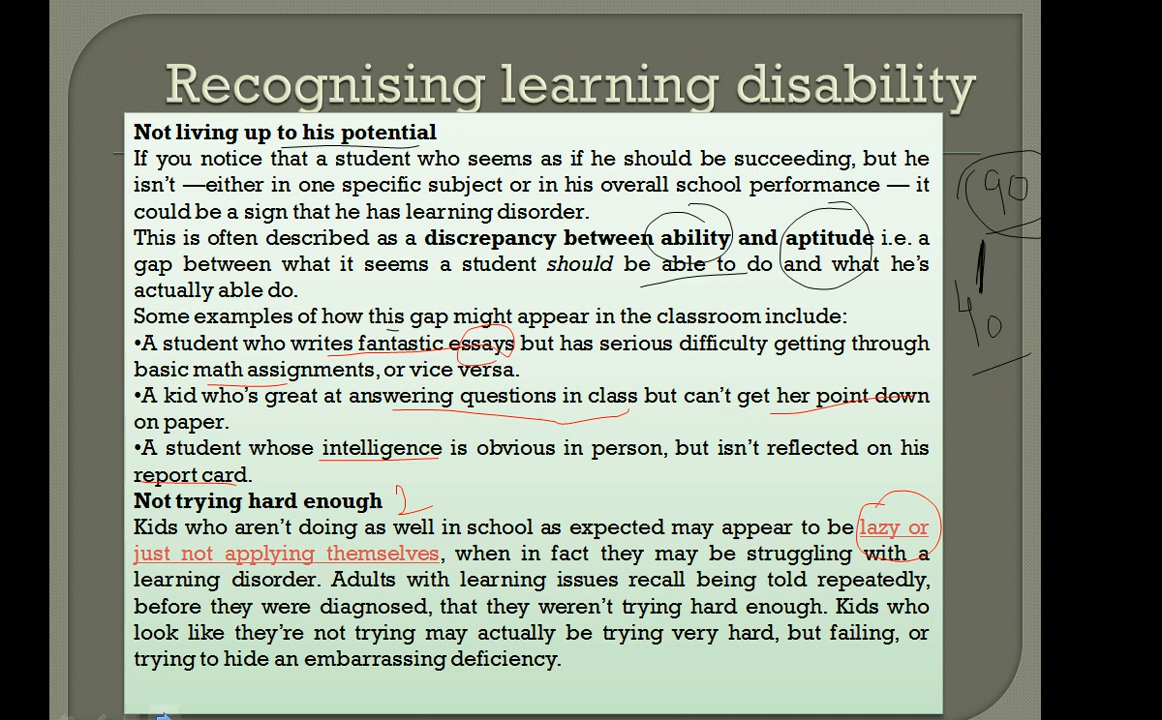 Recognising learning disability
Not living up to his potential
If you notice that a student who seems as if he should be succeeding, but he
isn't —either in one specific subject or in his overall school performance — it
could be a sign that he has learning disorder.
This is often described as a discrepancy between ability and aptitude i.e. a
gap between what it seems a student should be able to do and what he's
actually able do.
Some examples of how this gap might appear in the classroom include:
•A student who writes fantastic essays but has serious difficulty getting through
basic math assignments, or vice versa.
•A kid who's great at answering questions in class but can't get her point down
on paper.
•A student whose intelligence is obvious in person, but isn't reflected on his
report card.
Not trying hard enough 2
Kids who aren't doing as well in school as expected may appear to be lazy or
just not applying themselves, when in fact they may be struggling with a
learning disorder. Adults with learning issues recall being told repeatedly,
before they were diagnosed, that they weren't trying hard enough. Kids who
look like they're not trying may actually be trying very hard, but failing, or
trying to hide an embarrassing deficiency.
90
40